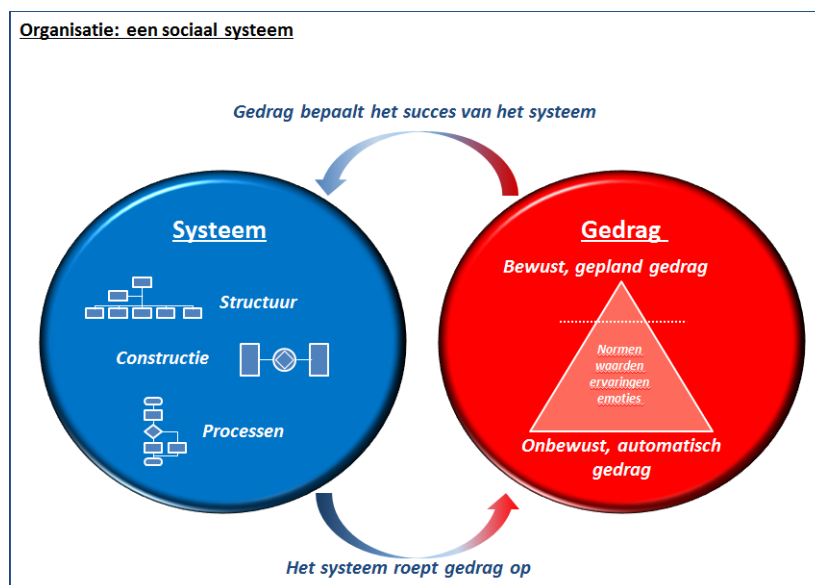 Organisatie: een sociaal systeem
Gedrag bepaalt het succes van het systeem
Systeem
Structuur
Constructie
Processen
Gedrag
Bewust, gepland gedrag
Normen
waarden
ervaringen
emoties
Onbewust, automatisch
gedrag
Het systeem roept gedrag op